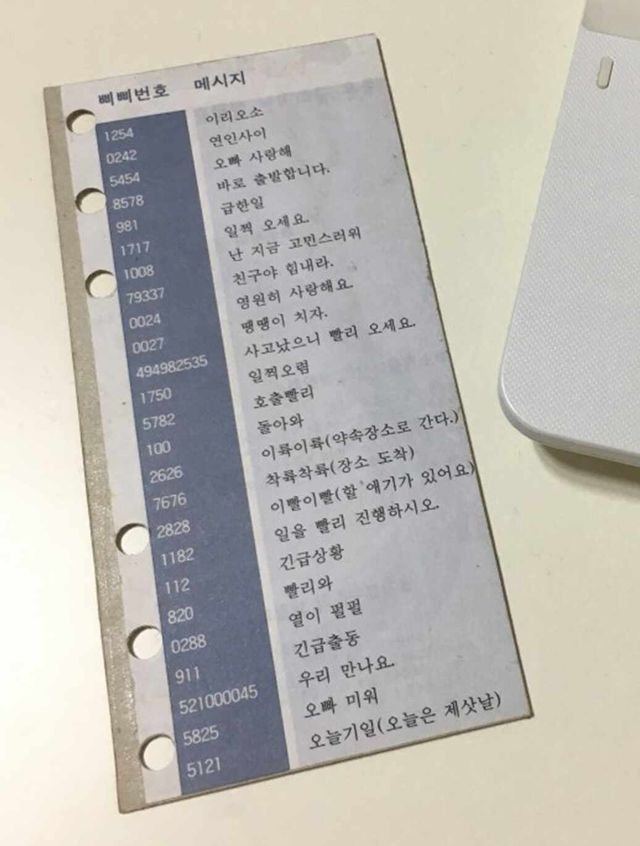 삐삐번호 메시지
1254 이리오소
0242 연인사이
5454 오빠 사랑해
8578 바로 출발합니다.
981 급한일
1717 일찍 오세요.
1008 난 지금 고민스러워
79337 친구야 힘내라.
0024 영원히 사랑해요.
0027 땡땡이 치자.
494982535 사고났으니 빨리 오세요.
1750 일찍오렴
5782 호출빨리
100 돌아와
2626 이륙이륙(약속장소로 간다.)
7676 착륙착륙(장소 도착)
2828 이빨이빨(할 얘기가 있어요)
1182 일을 빨리 진행하시오.
112 긴급상황
820 빨리와
0288 열이 펄펄
911 긴급출동
521000045 우리 만나요.
5825 오빠 미워
5121 오늘기일(오늘은 제삿날)